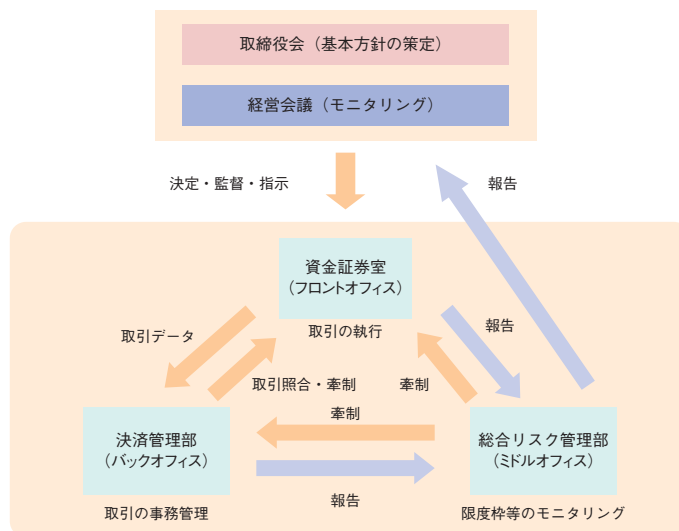 取締役会（基本方針の策定）
経営会議（モニタリング）
決定・監督・指示
報告
資金証券室
（フロントオフィス）
取引の執行
取引データ
報告
取引照合・牽制
牽制
牽制
決済管理部
（バックオフィス）
総合リスク管理部
（ミドルオフィス）
報告
取引の事務管理
限度枠等のモニタリング